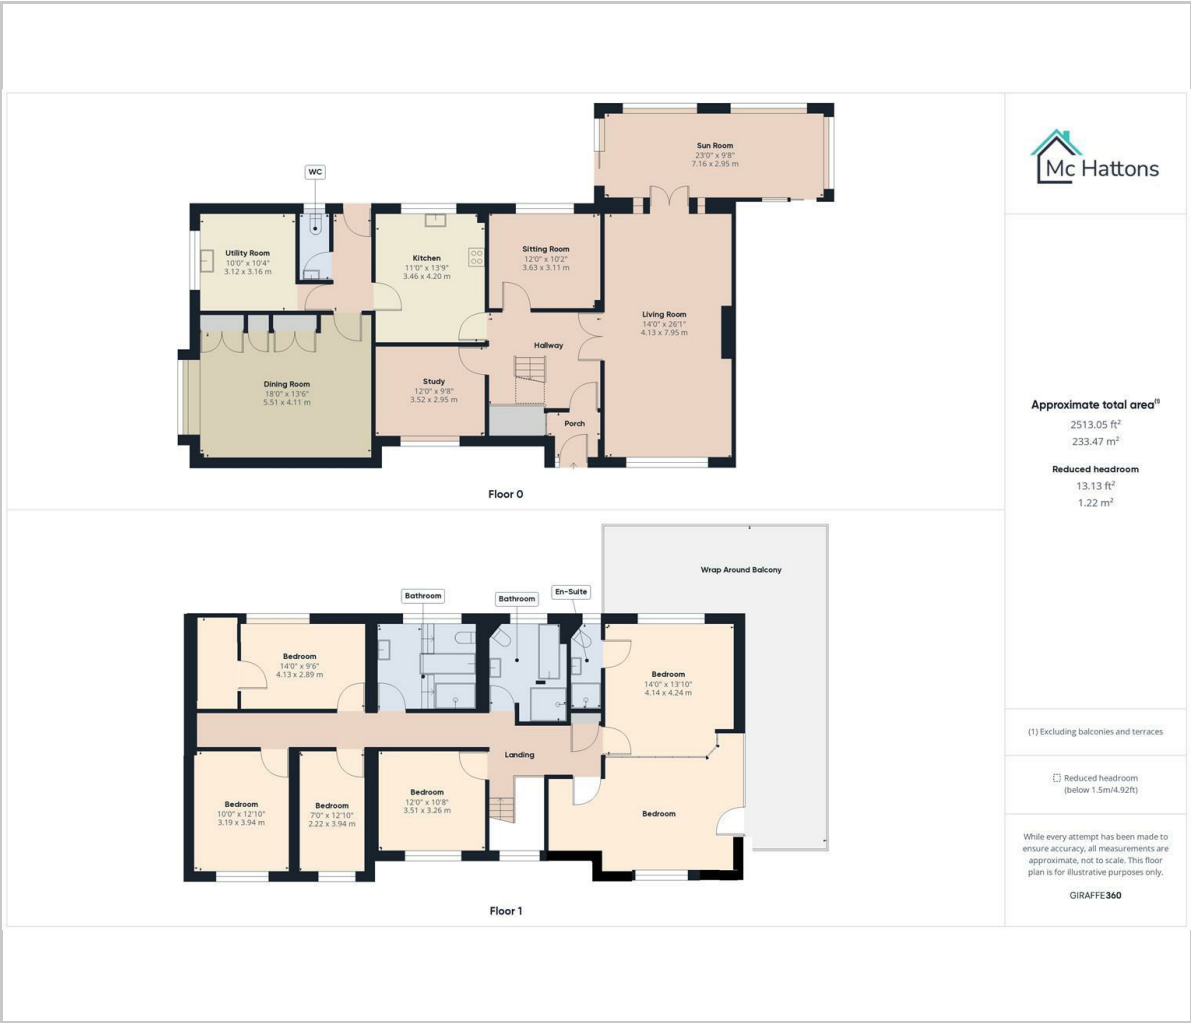 WC
Sun Room
23'0" x 9'8"
7.16 x 2.95 m
Utility Room
10'0" x 10'4"
3.12 x 3.16 m
Kitchen
11'0" x 13'9"
3.46 x 4.20 m
Sitting Room
12'0" x 10'2"
3.63 x 3.11 m
Living Room
14'0" x 26'1"
4.13 x 7.95 m
Hallway
Dining Room
18'0" x 13'6"
5.51 x 4.11 m
Study
12'0" x 9'8"
3.52 x 2.95 m
Porch
Floor 0
Wrap Around Balcony
Bathroom
Bathroom
En-Suite
Bedroom
14'0" x 9'6"
4.13 x 2.89 m
Bedroom
14'0" x 13'10"
4.14 x 4.24 m
Landing
Bedroom
10'0" x 12'10"
3.19 x 3.94 m
Bedroom
7'0" x 12'10"
2.22 x 3.94 m
Bedroom
12'0" x 10'8"
3.51 x 3.26 m
Bedroom
Floor 1
Mc Hattons
Approximate total area(1)
2513.05 ft²
233.47 m²
Reduced headroom
13.13 ft²
1.22 m²
(1) Excluding balconies and terraces
Reduced headroom
(below 1.5m/4.92ft)
While every attempt has been made to
ensure accuracy, all measurements are
approximate, not to scale. This floor
plan is for illustrative purposes only.
GIRAFFE360